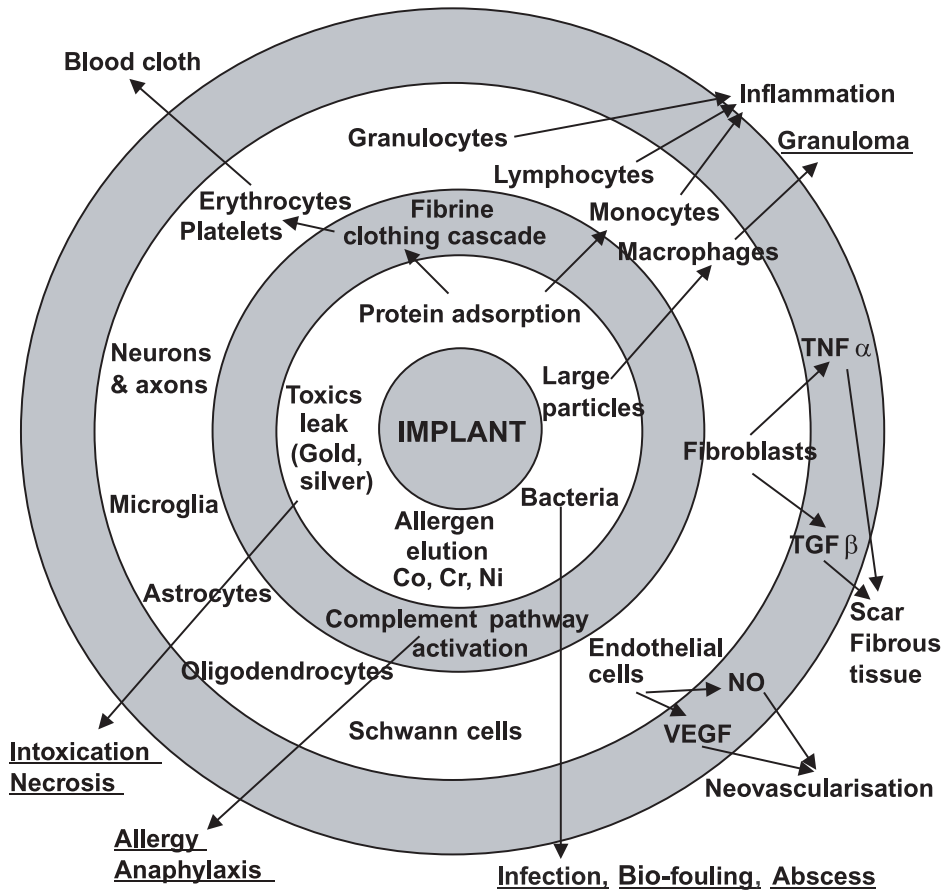 Blood cloth
Inflammation
Granulocytes
Granuloma
Lymphocytes
Erythrocytes
Platelets
Fibrine
clothing cascade
Monocytes
Macrophages
Protein adsorption
Neurons
& axons
TNF α
Toxics
leak
(Gold,
silver)
IMPLANT
Large
particles
Fibroblasts
Microglia
Bacteria
Allergen
elution
Co, Cr, Ni
TGF β
Astrocytes
Complement pathway
activation
Scar
Fibrous
tissue
Oligodendrocytes
Endothelial
cells
NO
VEGF
Schwann cells
Intoxication
Necrosis
Neovascularisation
Allergy
Anaphylaxis
Infection, Bio-fouling, Abscess